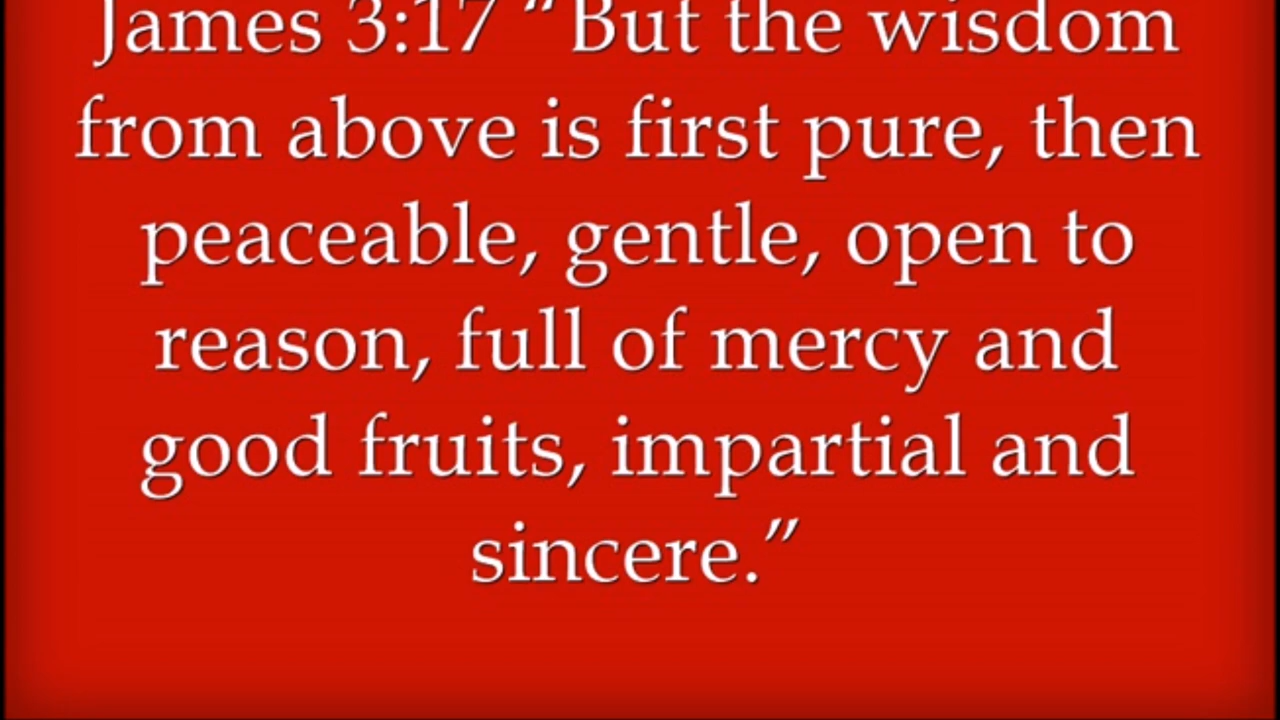 James 3:17 “But the wisdom
from above is first pure, then
peaceable, gentle, open to
reason, full of mercy and
good fruits, impartial and
sincere.”